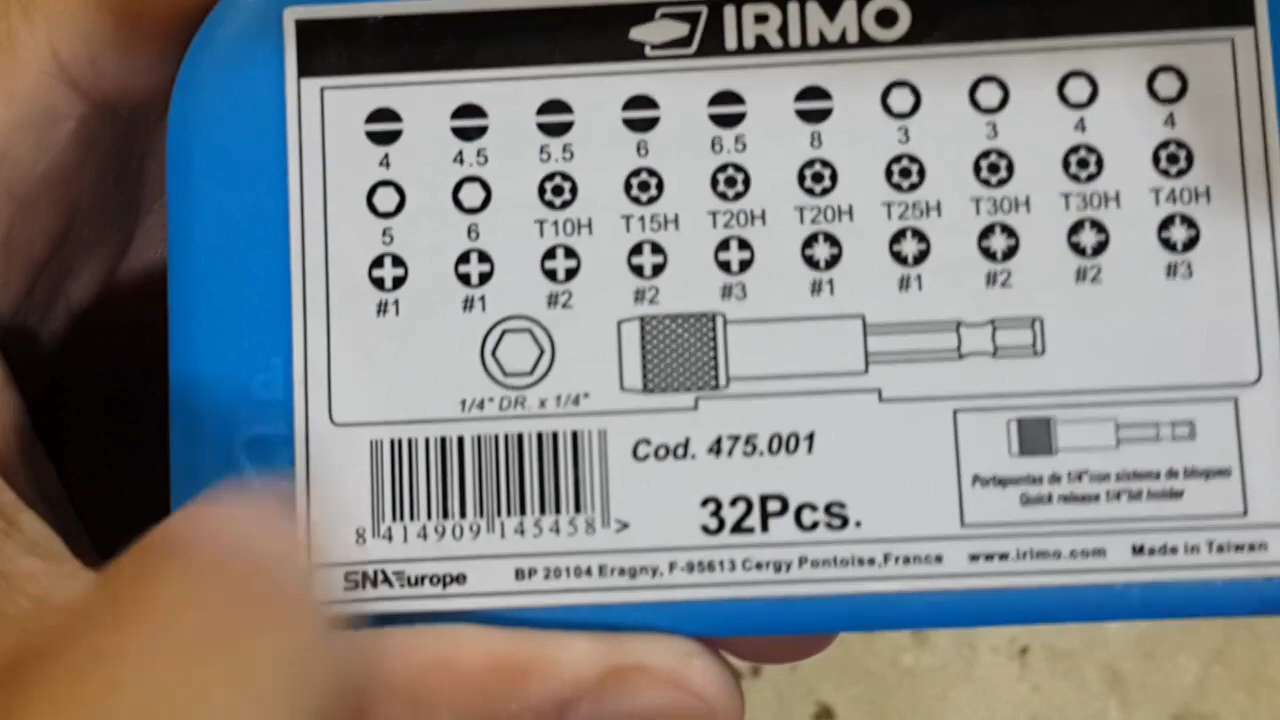 IRIMO
4 4.5 5.5 6 6.5 8 3 3 4 4
5 6 T10H T15H T20H T20H T25H T30H T30H T40H
#1 #1 #2 #2 #3 #1 #1 #2 #2 #3
1/4" DR. x 1/4"
Cod. 475.001
32Pcs.
Portapuntas de 1/4"con sistema de bloqueo
Quick release 1/4"bit holder
8 414909 145458 >
SNA Europe BP 20104 Eragny, F-95613 Cergy Pontoise,France www.irimo.com Made in Taiwan